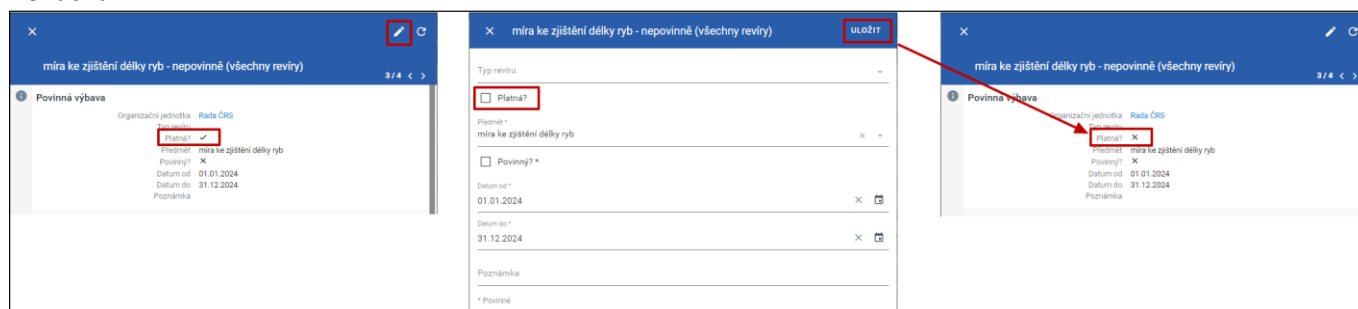 míra ke zjištění délky ryb - nepovinně (všechny revíry)
3/4
Povinná výbava
Organizační jednotka Rada ČRS
Typ revíru
Platná?
Předmět míra ke zjištění délky ryb
Povinný?
Datum od 01.01.2024
Datum do 31.12.2024
Poznámka
míra ke zjištění délky ryb - nepovinně (všechny revíry)
ULOŽIT
Typ revíru
Platná?
Předmět *
míra ke zjištění délky ryb
Povinný? *
Datum od *
01.01.2024
Datum do *
31.12.2024
Poznámka
* Povinné
míra ke zjištění délky ryb - nepovinně (všechny revíry)
3/4
Povinná výbava
Organizační jednotka Rada ČRS
Typ revíru
Platná?
Předmět míra ke zjištění délky ryb
Povinný?
Datum od 01.01.2024
Datum do 31.12.2024
Poznámka